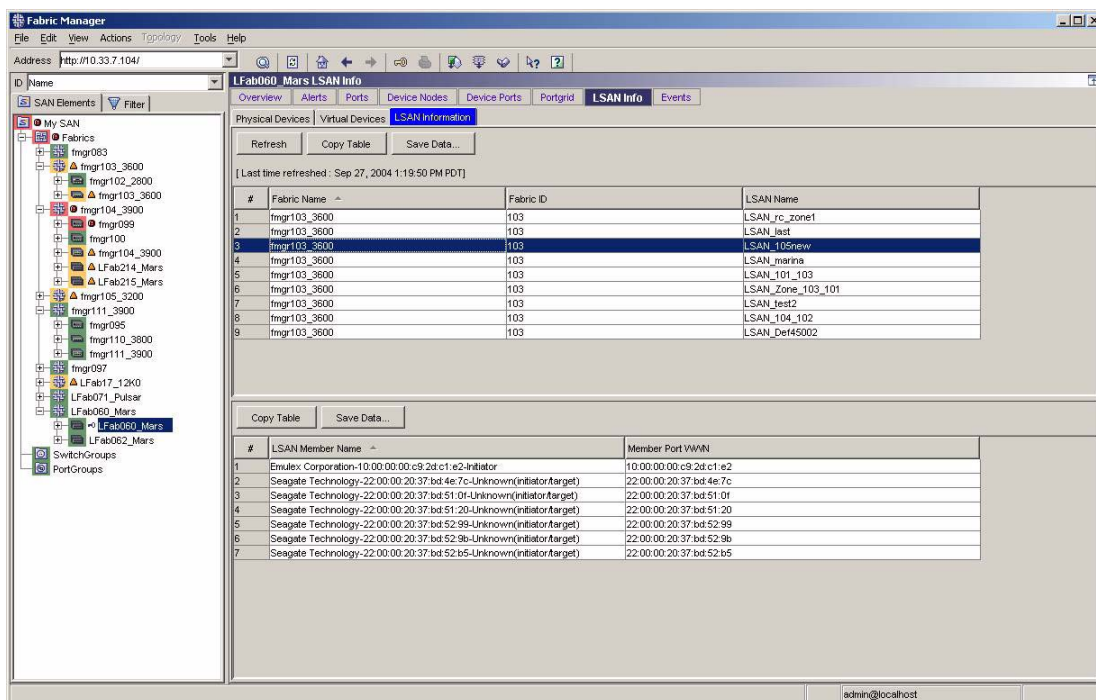 Fabric Manager
File Edit View Actions Topology Tools Help
Address http://10.33.7.104/
ID Name
SAN Elements Filter
My SAN
Fabrics
fmgr083
fmgr103_3600
fmgr102_2800
fmgr103_3600
fmgr104_3900
fmgr099
fmgr100
fmgr104_3900
LFab214_Mars
LFab215_Mars
fmgr105_3200
fmgr111_3900
fmgr095
fmgr110_3800
fmgr111_3900
fmgr097
LFab17_12K0
LFab071_Pulsar
LFab060_Mars
LFab060_Mars
LFab062_Mars
SwitchGroups
PortGroups
LFab060_Mars LSAN Info
Overview Alerts Ports Device Nodes Device Ports Portgrid LSAN Info Events
Physical Devices Virtual Devices LSAN Information
Refresh Copy Table Save Data...
[ Last time refreshed : Sep 27, 2004 1:19:50 PM PDT]
# Fabric Name Fabric ID LSAN Name
1 fmgr103_3600 103 LSAN_rc_zone1
2 fmgr103_3600 103 LSAN_last
3 fmgr103_3600 103 LSAN_105new
4 fmgr103_3600 103 LSAN_marina
5 fmgr103_3600 103 LSAN_101_103
6 fmgr103_3600 103 LSAN_Zone_103_101
7 fmgr103_3600 103 LSAN_test2
8 fmgr103_3600 103 LSAN_104_102
9 fmgr103_3600 103 LSAN_Def45002
Copy Table Save Data...
# LSAN Member Name Member Port WWN
1 Emulex Corporation-10:00:00:00:c9:2d:c1:e2-Initiator 10:00:00:00:c9:2d:c1:e2
2 Seagate Technology-22:00:00:20:37:bd:4e:7c-Unknown(initiator/target) 22:00:00:20:37:bd:4e:7c
3 Seagate Technology-22:00:00:20:37:bd:51:0f-Unknown(initiator/target) 22:00:00:20:37:bd:51:0f
4 Seagate Technology-22:00:00:20:37:bd:51:20-Unknown(initiator/target) 22:00:00:20:37:bd:51:20
5 Seagate Technology-22:00:00:20:37:bd:52:99-Unknown(initiator/target) 22:00:00:20:37:bd:52:99
6 Seagate Technology-22:00:00:20:37:bd:52:9b-Unknown(initiator/target) 22:00:00:20:37:bd:52:9b
7 Seagate Technology-22:00:00:20:37:bd:52:b5-Unknown(initiator/target) 22:00:00:20:37:bd:52:b5
admin@localhost